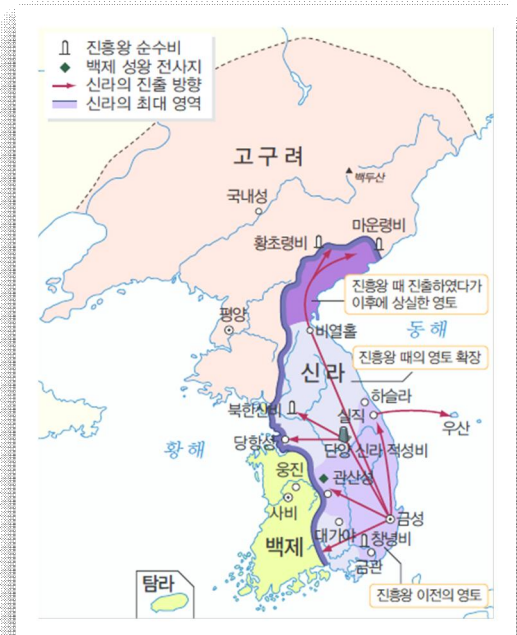 진흥왕 순수비
백제 성왕 전사지
신라의 진출 방향
신라의 최대 영역
고구려
백두산
국내성
마운령비
황초령비
진흥왕 때 진출하였다가
이후에 상실한 영토
평양
비열홀
동해
진흥왕 때의 영토 확장
신라
하슬라
북한산비
실직
우산
당항성
단양 신라 적성비
황해
웅진
관산성
사비
금성
대가야
창녕비
백제
금관
탐라
진흥왕 이전의 영토